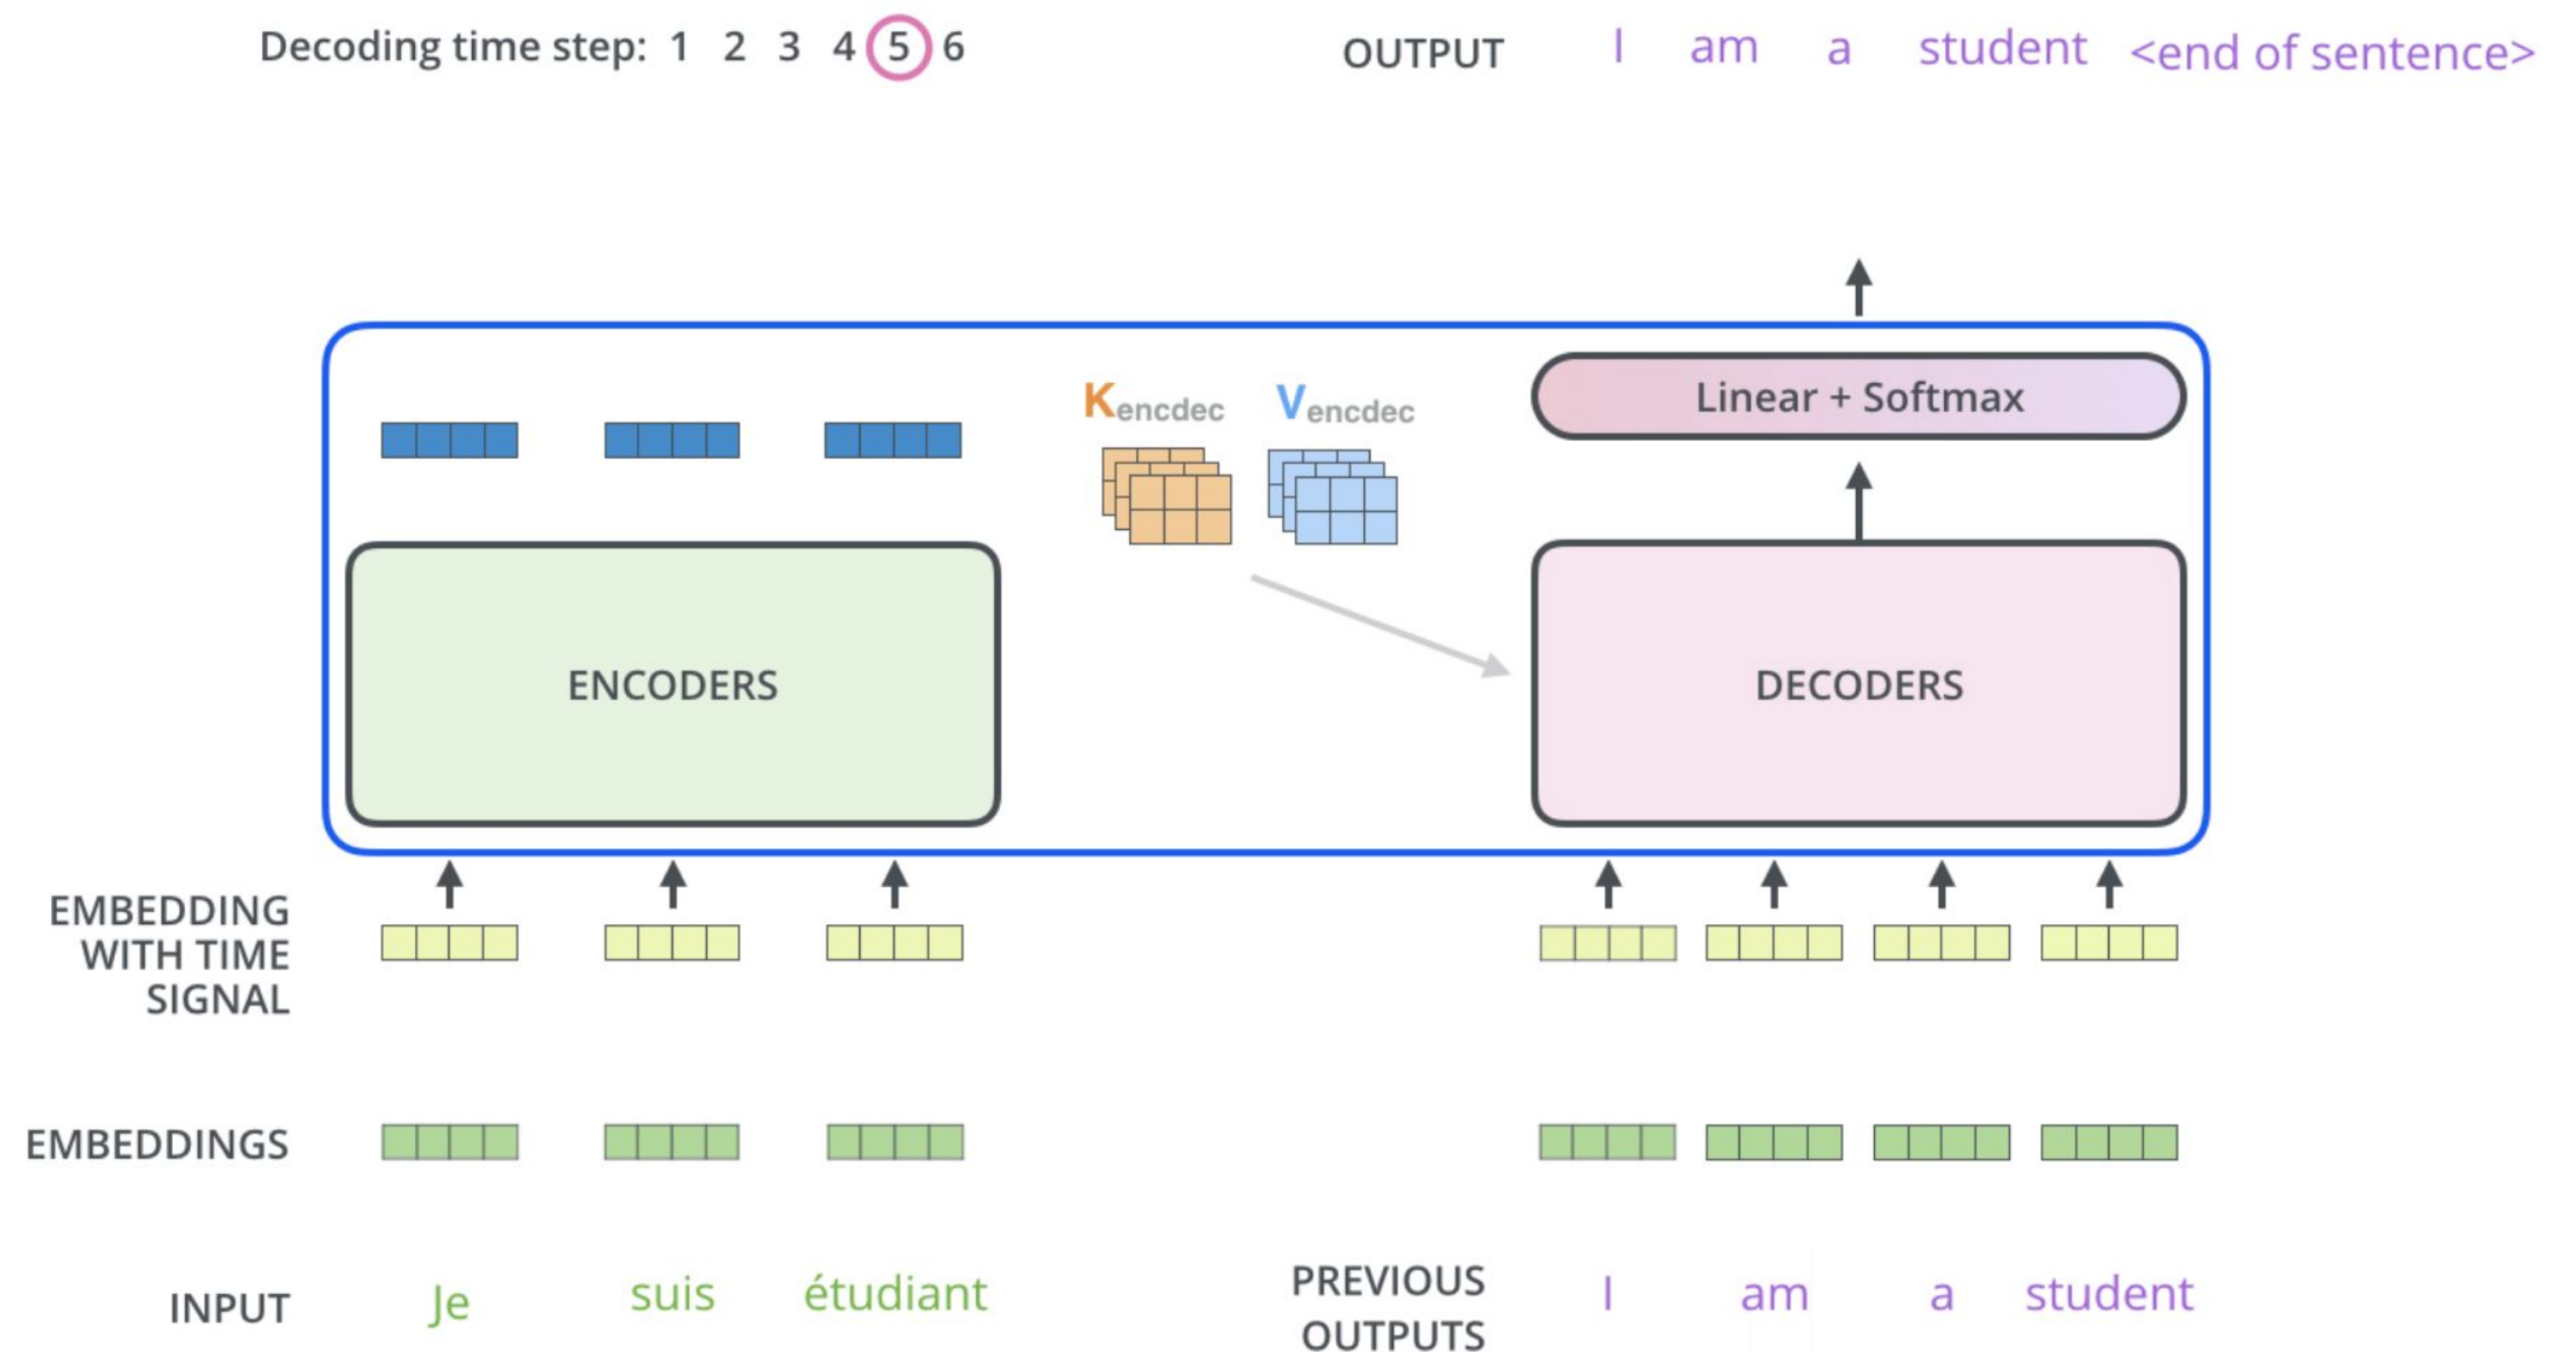 Decoding time step: 1 2 3 4 5 6
OUTPUT I am a student <end of sentence>
Kencdec Vencdec
Linear + Softmax
ENCODERS
DECODERS
EMBEDDING
WITH TIME
SIGNAL
EMBEDDINGS
INPUT Je suis étudiant
PREVIOUS
OUTPUTS
I am a student